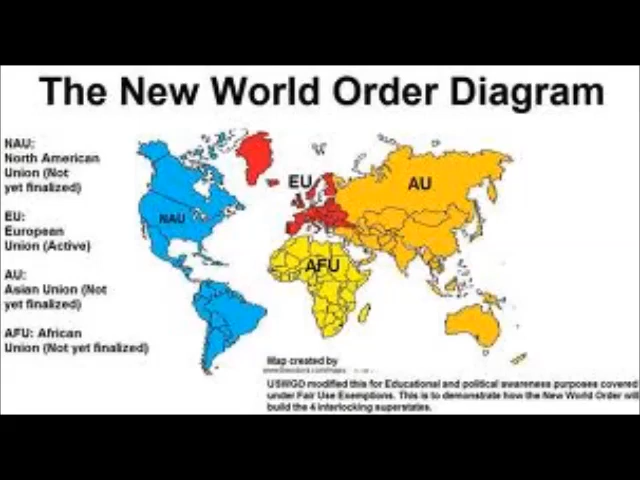 The New World Order Diagram
NAU:
North American
Union (Not
yet finalized)
EU:
European
Union (Active)
AU:
Asian Union (Not
yet finalized)
AFU: African
Union (Not yet finalized)
NAU
EU
AU
AFU
Map created by
USWGO modified this for Educational and political awareness purposes covered
under Fair Use Exemptions. This is to demonstrate how the New World Order will
build the 4 interlocking superstates.